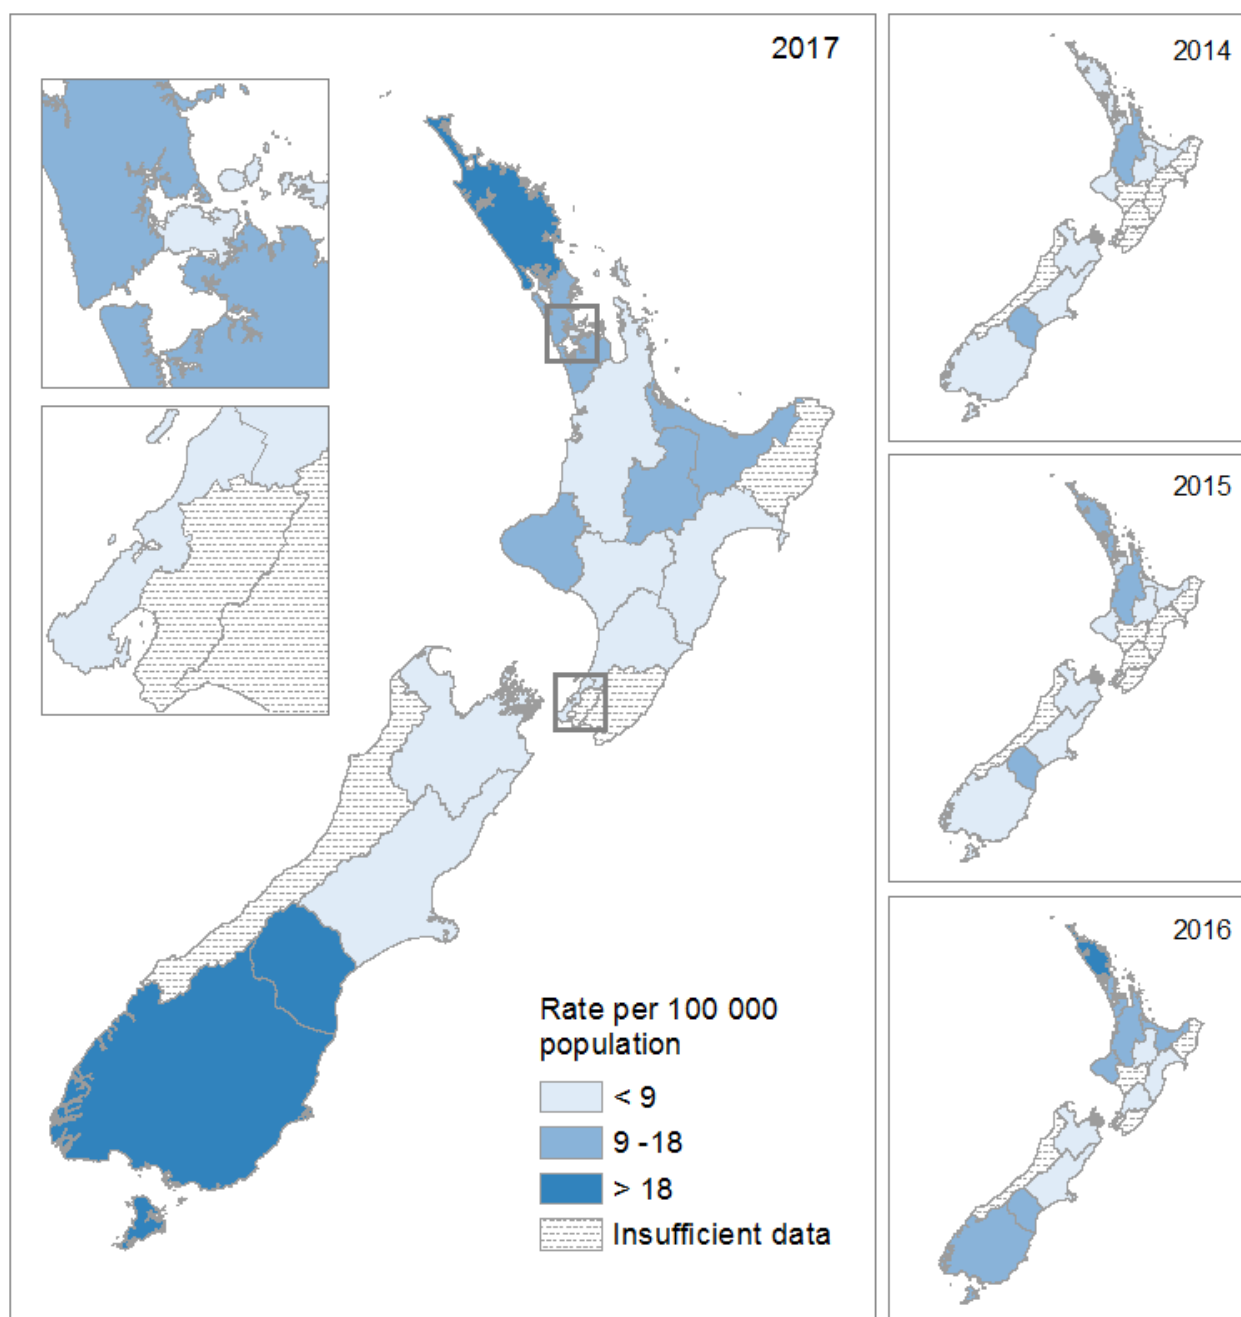 2017
2014
2015
2016
Rate per 100 000
population
< 9
9 -18
> 18
Insufficient data